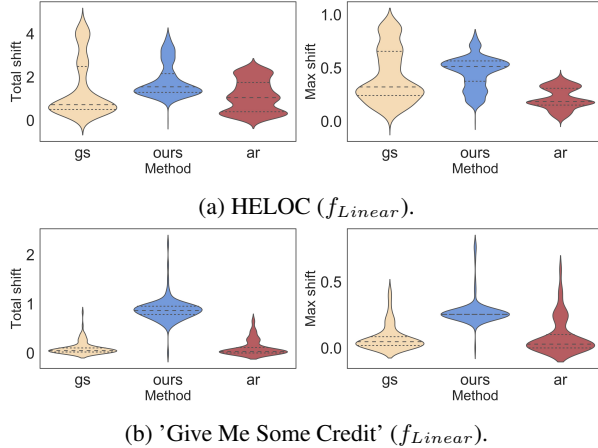 Total shift
4
2
0
gs ours ar
Method
Max shift
1.0
0.5
0.0
gs ours ar
Method
(a) HELOC (fLinear).
Total shift
2
1
0
gs ours ar
Method
Max shift
0.5
0.0
gs ours ar
Method
(b) 'Give Me Some Credit' (fLinear).